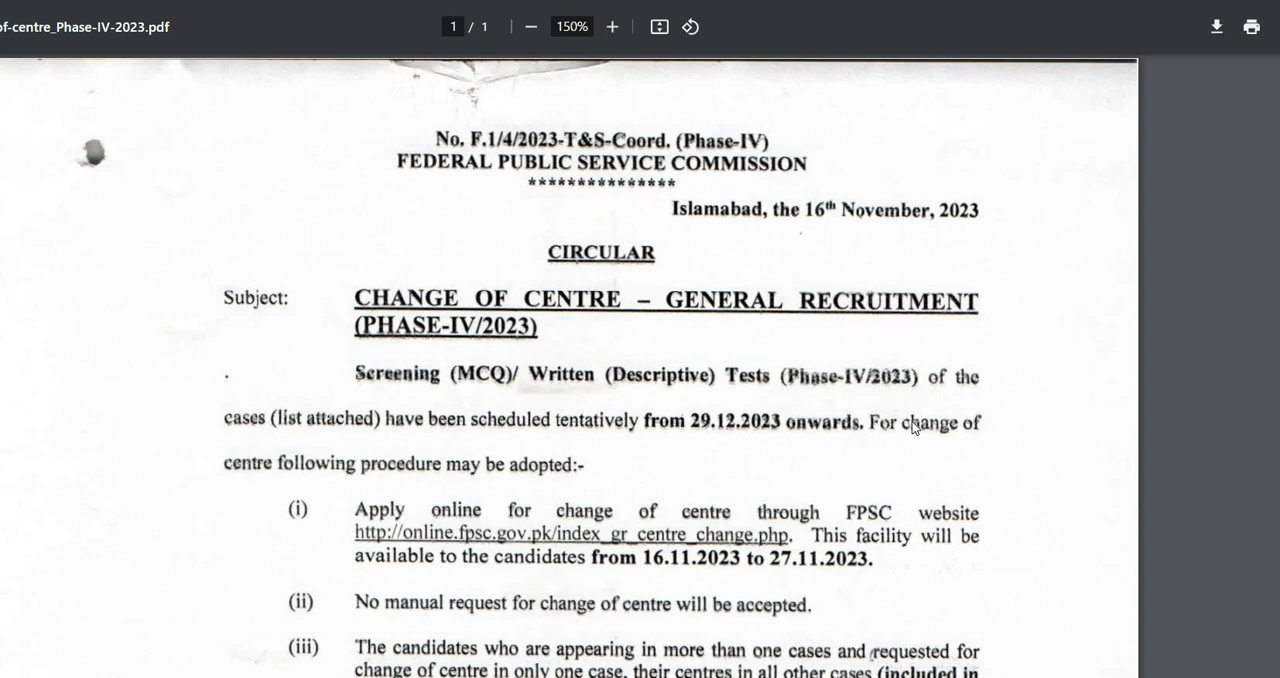 of-centre_Phase-IV-2023.pdf
1 / 1
150%
No. F.1/4/2023-T&S-Coord. (Phase-IV)
FEDERAL PUBLIC SERVICE COMMISSION
***************
Islamabad, the 16th November, 2023
CIRCULAR
Subject: CHANGE OF CENTRE – GENERAL RECRUITMENT
(PHASE-IV/2023)
Screening (MCQ)/ Written (Descriptive) Tests (Phase-IV/2023) of the
cases (list attached) have been scheduled tentatively from 29.12.2023 onwards. For change of
centre following procedure may be adopted:-
(i) Apply online for change of centre through FPSC website
http://online.fpsc.gov.pk/index_gr_centre_change.php. This facility will be
available to the candidates from 16.11.2023 to 27.11.2023.
(ii) No manual request for change of centre will be accepted.
(iii) The candidates who are appearing in more than one cases and requested for
change of centre in only one case, their centres in all other cases (included in